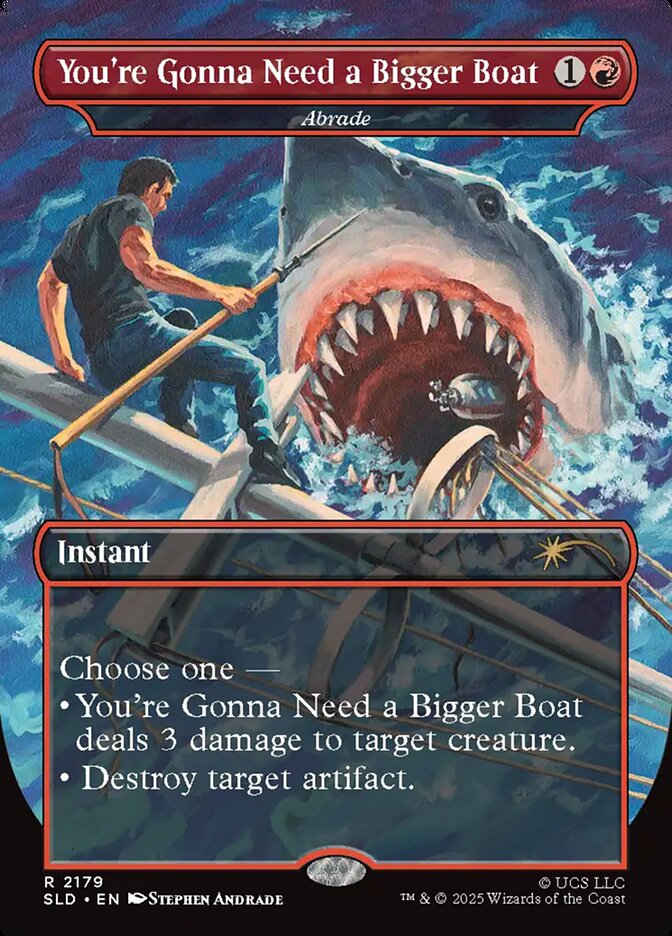 You're Gonna Need a Bigger Boat 1
Abrade
Instant
Choose one —
• You're Gonna Need a Bigger Boat
deals 3 damage to target creature.
• Destroy target artifact.
R 2179
SLD • EN Stephen Andrade
© UCS LLC
™ & © 2025 Wizards of the Coast